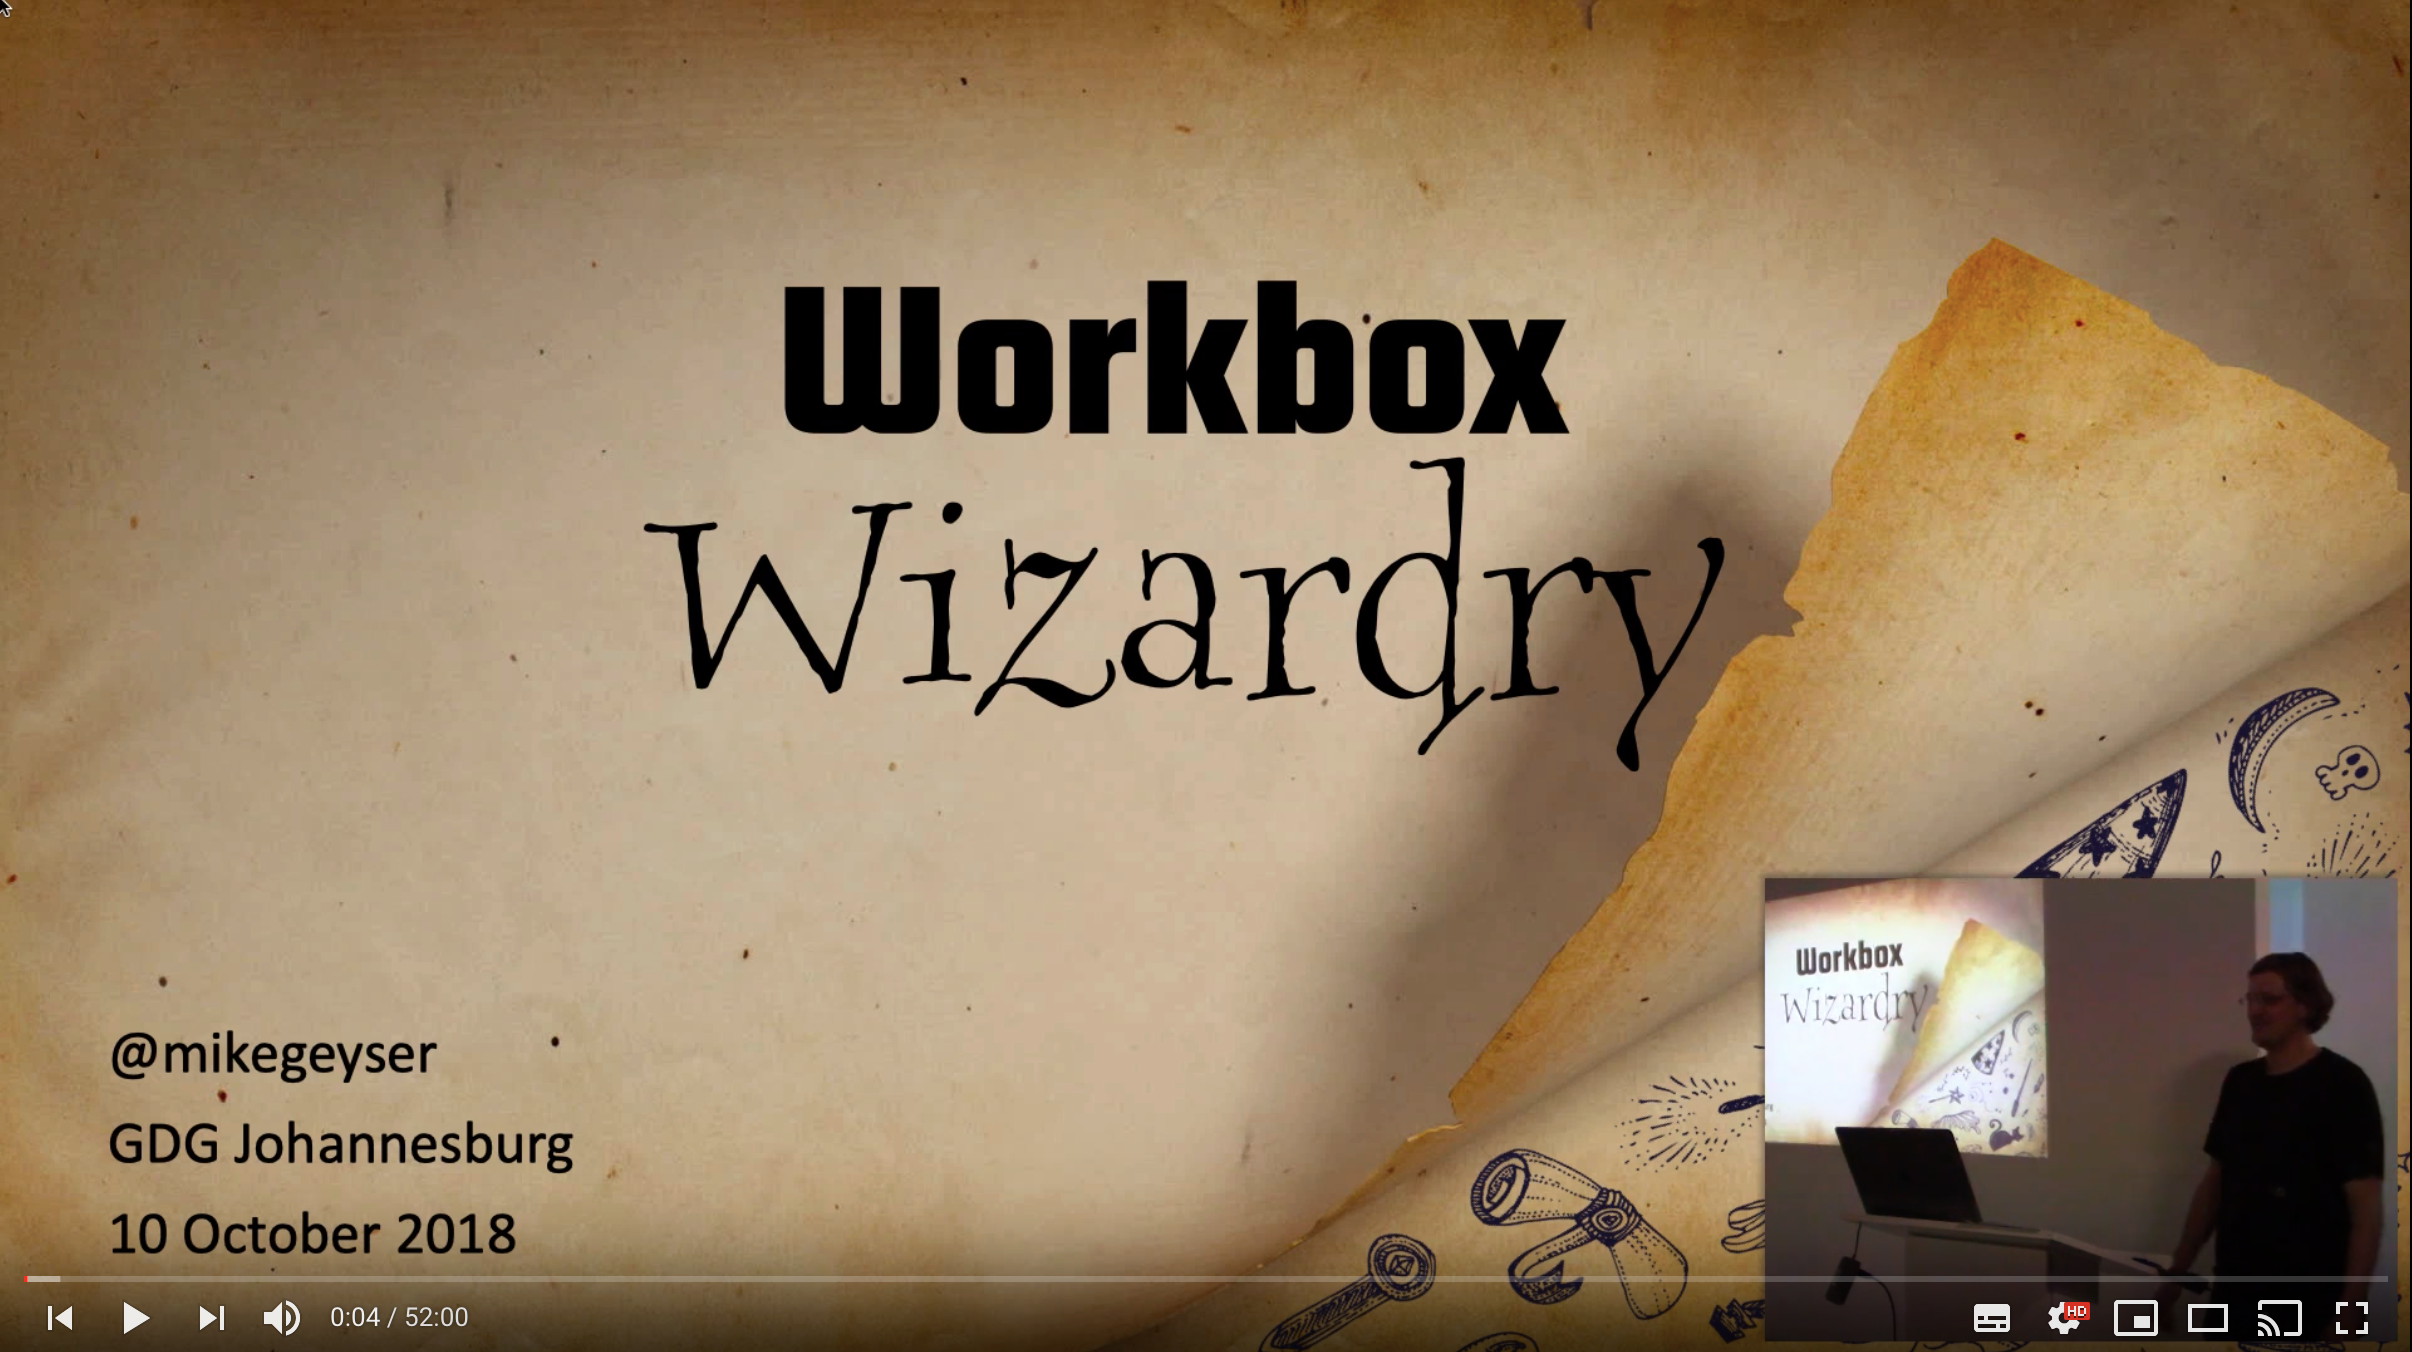 Workbox
Wizardry
@mikegeyser
GDG Johannesburg
10 October 2018
Workbox
Wizardry
0:04 / 52:00
HD